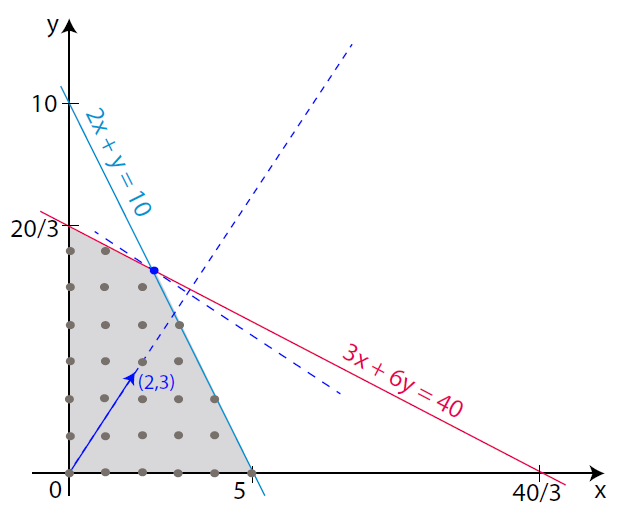 y
10
2x + y = 10
20/3
3x + 6y = 40
(2,3)
0
5
40/3
x